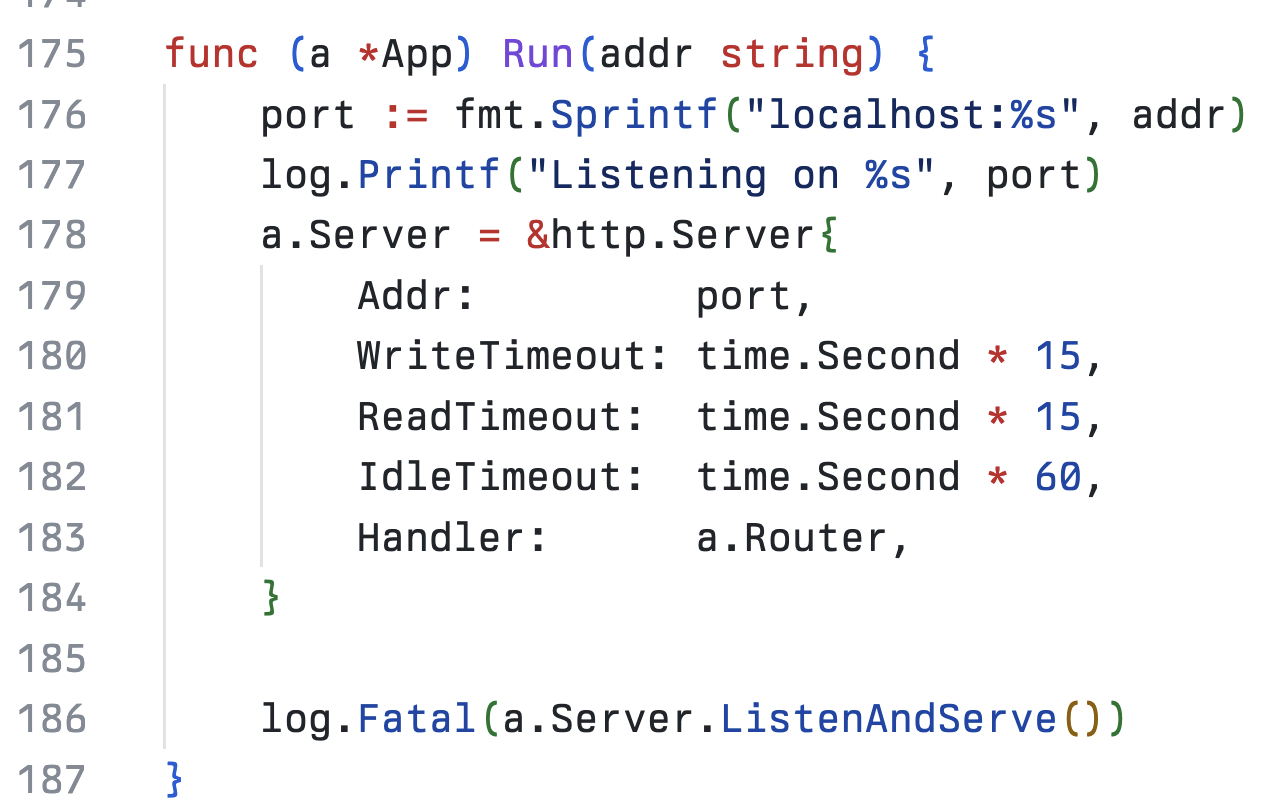 175 func (a *App) Run(addr string) {
176     port := fmt.Sprintf("localhost:%s", addr)
177     log.Printf("Listening on %s", port)
178     a.Server = &http.Server{
179         Addr:         port,
180         WriteTimeout: time.Second * 15,
181         ReadTimeout:  time.Second * 15,
182         IdleTimeout:  time.Second * 60,
183         Handler:      a.Router,
184     }
185
186     log.Fatal(a.Server.ListenAndServe())
187 }